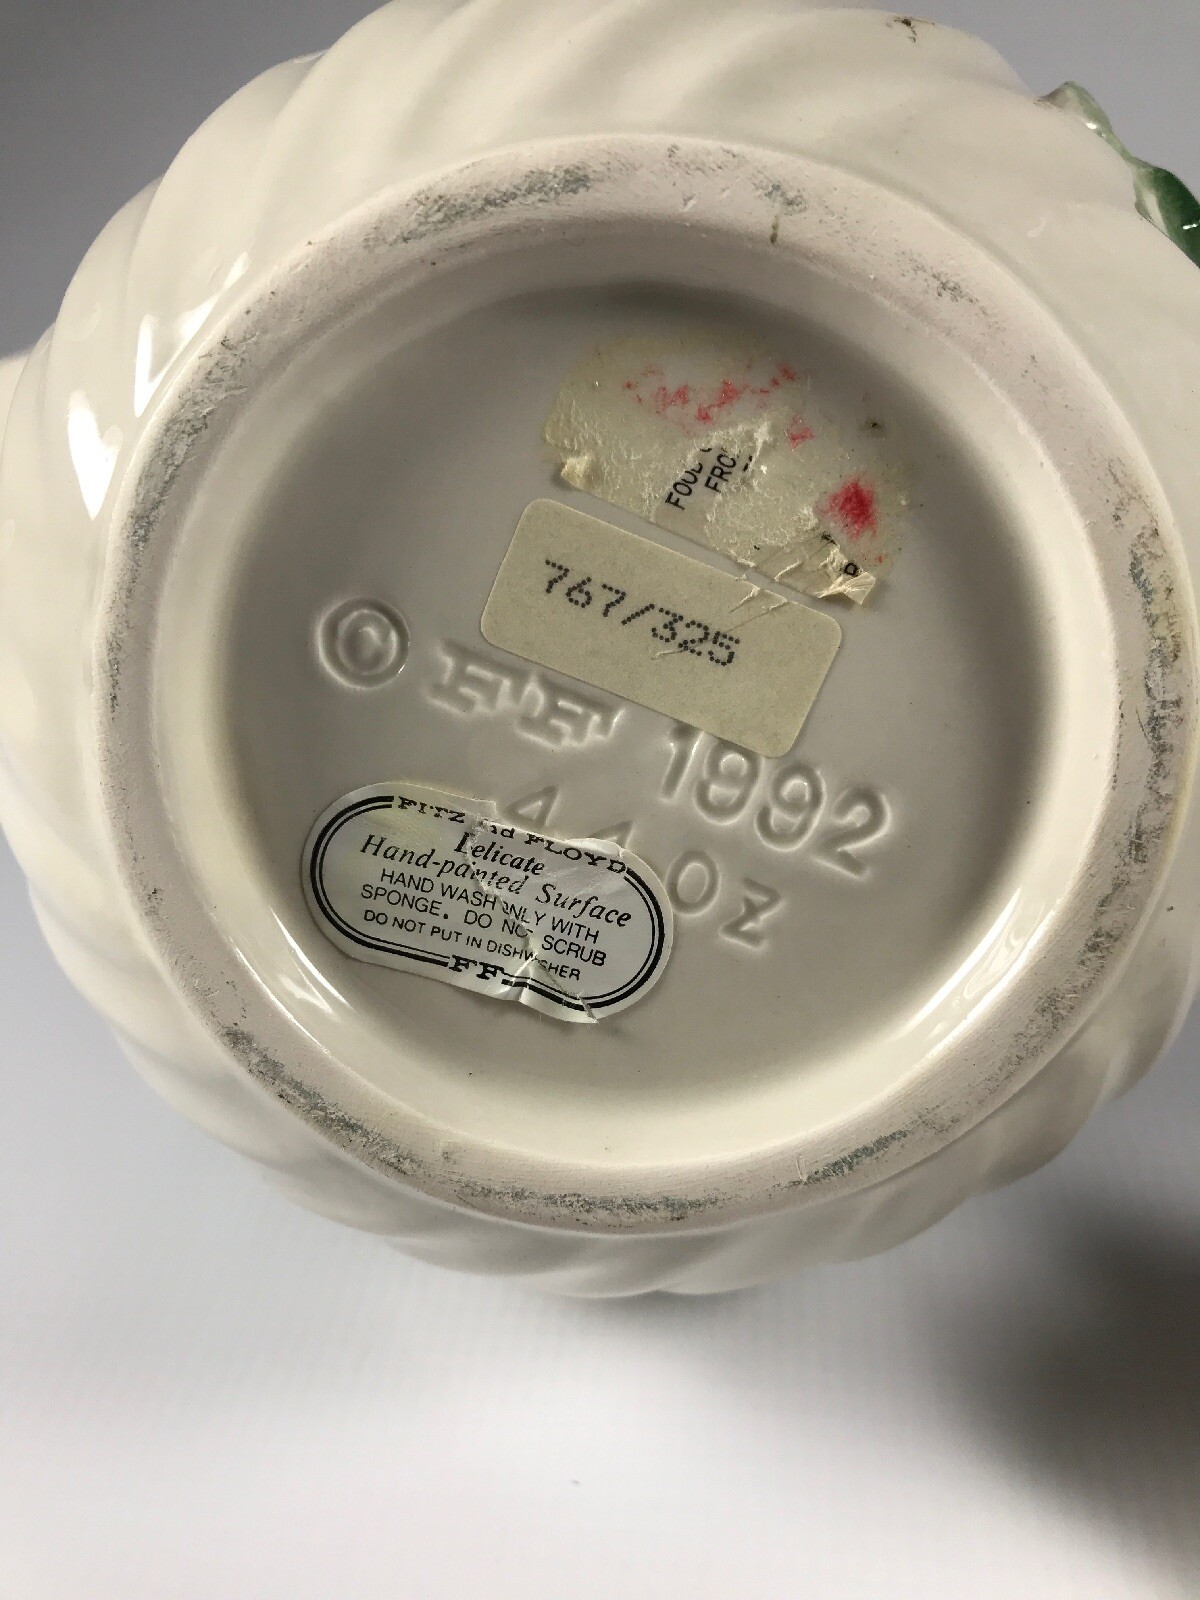 FRO
767/325
© FF 1992
44 OZ
FITZ and FLOYD
Delicate
Hand-painted Surface
HAND WASH ONLY WITH
SPONGE. DO NOT SCRUB
DO NOT PUT IN DISHWASHER
FF